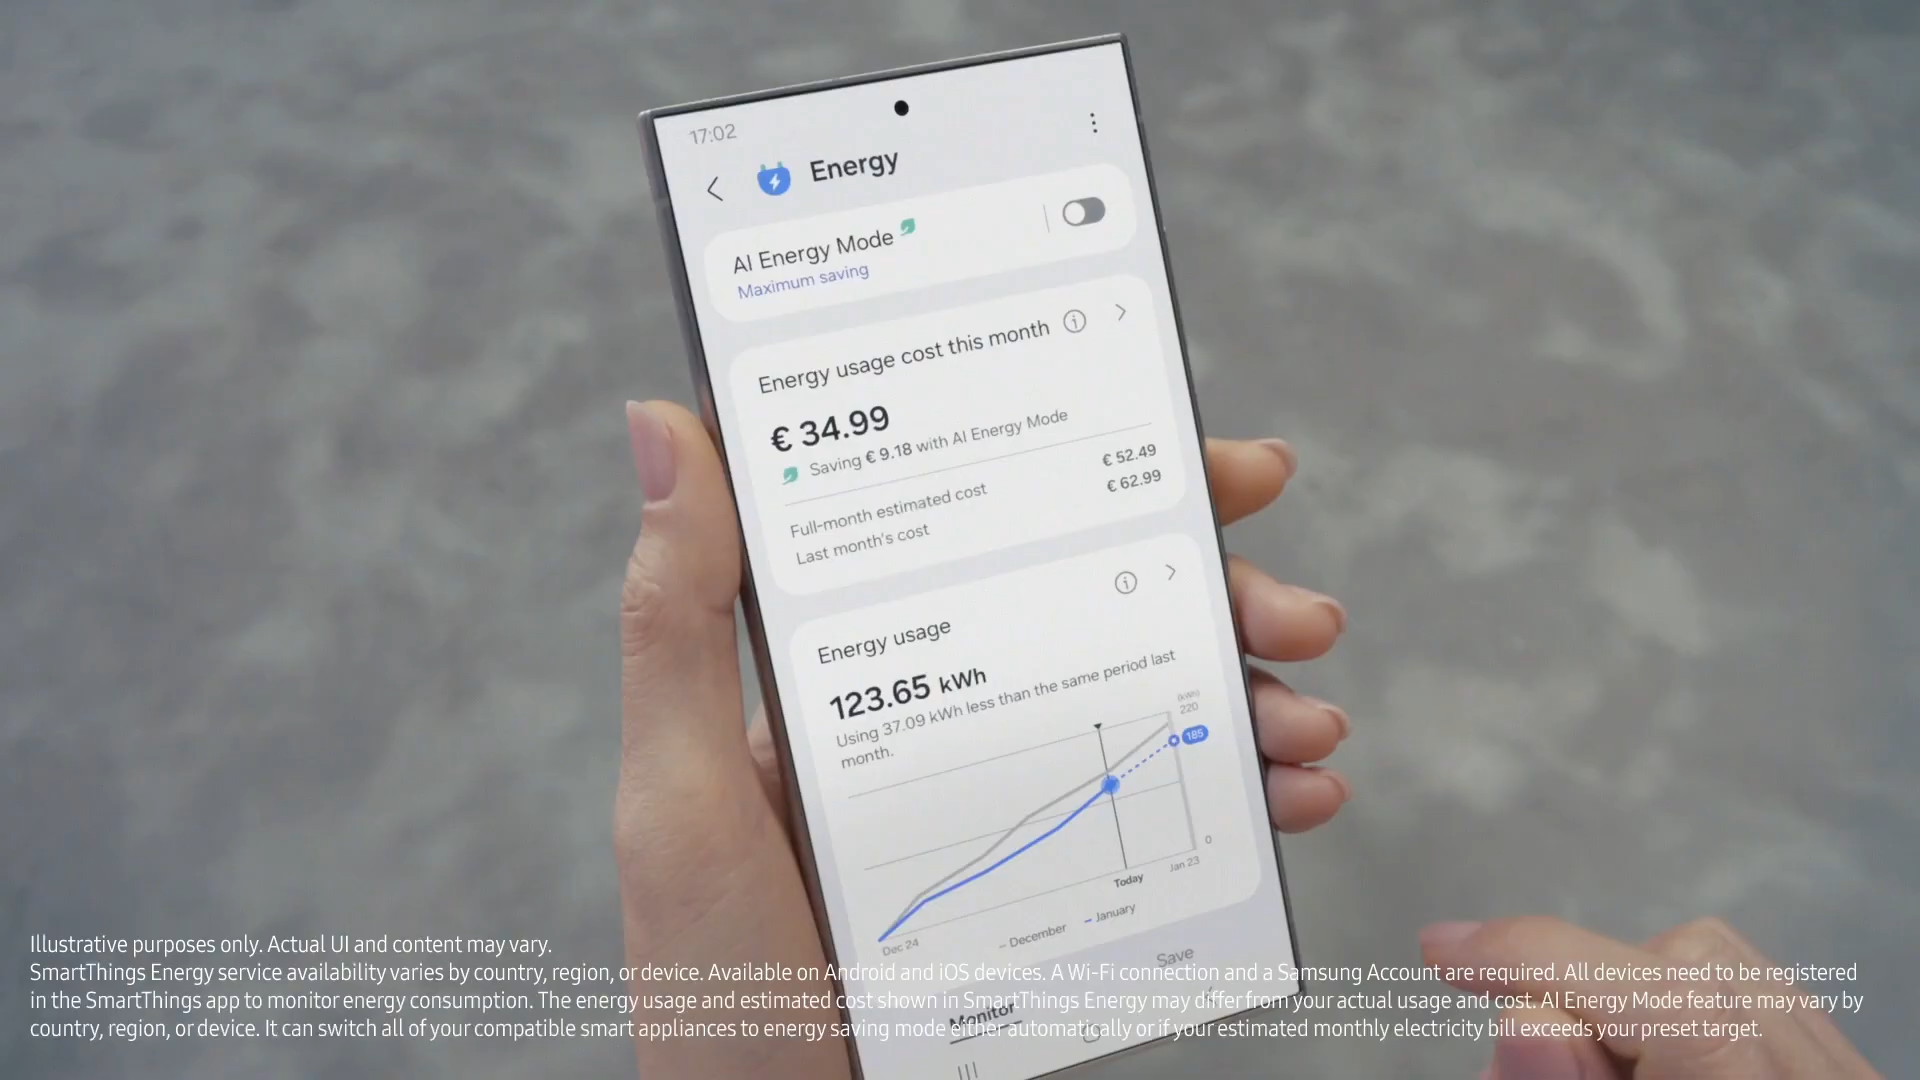 17:02
Energy
AI Energy Mode
Maximum saving
Energy usage cost this month
€ 34.99
Saving € 9.18 with AI Energy Mode
Full-month estimated cost € 52.49
Last month's cost € 62.99
Energy usage
123.65 kWh
Using 37.09 kWh less than the same period last
month.
(kWh)
220
185
0
Today Jan 23
Dec 24
December January
Save
Monitor
Illustrative purposes only. Actual UI and content may vary.
SmartThings Energy service availability varies by country, region, or device. Available on Android and iOS devices. A Wi-Fi connection and a Samsung Account are required. All devices need to be registered
in the SmartThings app to monitor energy consumption. The energy usage and estimated cost shown in SmartThings Energy may differ from your actual usage and cost. AI Energy Mode feature may vary by
country, region, or device. It can switch all of your compatible smart appliances to energy saving mode either automatically or if your estimated monthly electricity bill exceeds your preset target.